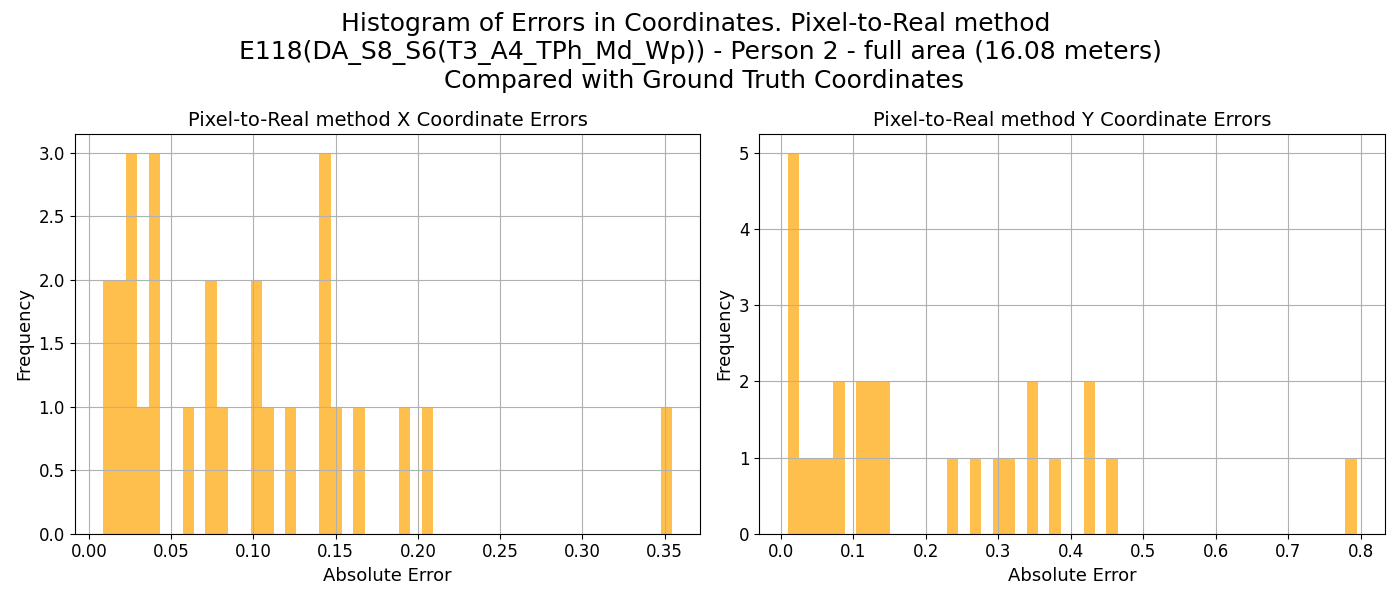 Histogram of Errors in Coordinates. Pixel-to-Real method
E118(DA_S8_S6(T3_A4_TPh_Md_Wp)) - Person 2 - full area (16.08 meters)
Compared with Ground Truth Coordinates
Pixel-to-Real method X Coordinate Errors
Frequency
3.0
2.5
2.0
1.5
1.0
0.5
0.0
0.00 0.05 0.10 0.15 0.20 0.25 0.30 0.35
Absolute Error
Pixel-to-Real method Y Coordinate Errors
Frequency
5
4
3
2
1
0
0.0 0.1 0.2 0.3 0.4 0.5 0.6 0.7 0.8
Absolute Error